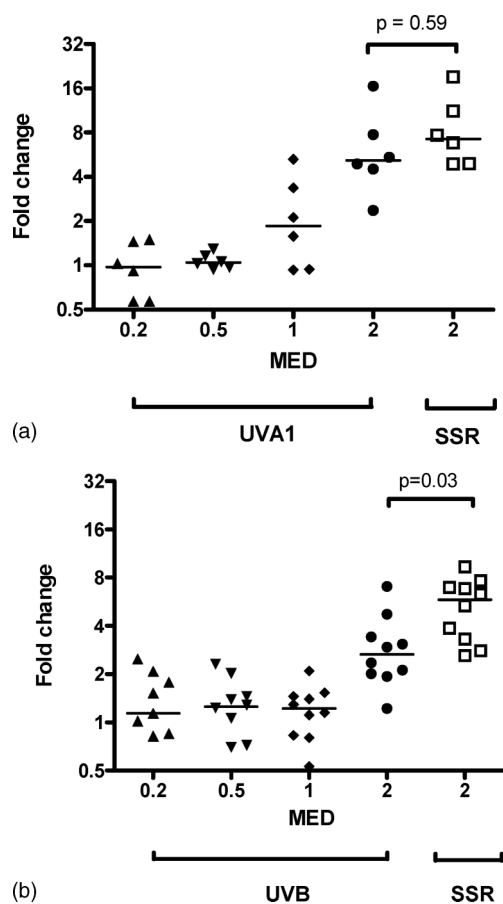 p = 0.59
32
16
8
4
2
1
0.5
Fold change
0.2 0.5 1 2 2
MED
(a) UVA1 SSR
p=0.03
32
16
8
4
2
1
0.5
Fold change
0.2 0.5 1 2 2
MED
(b) UVB SSR